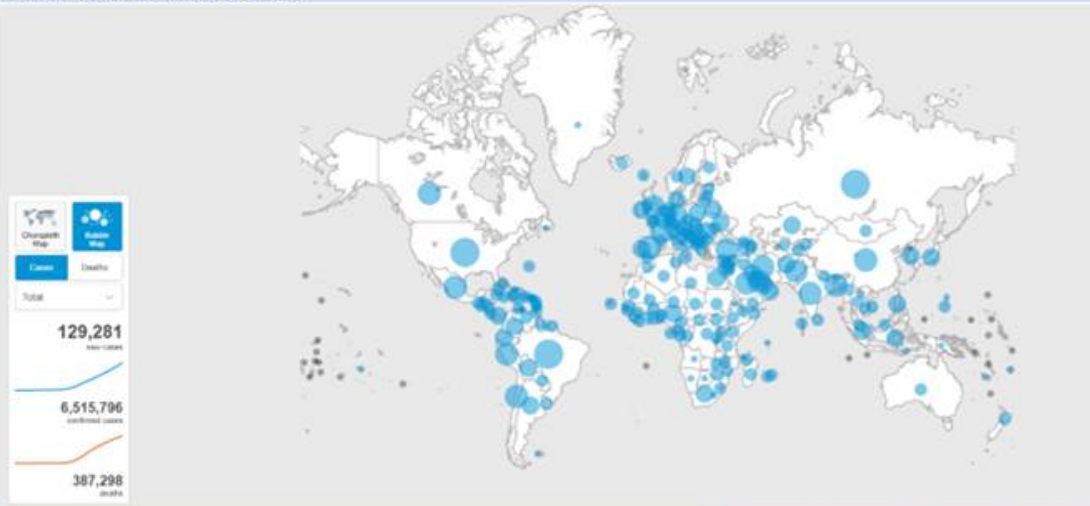 Choropleth
Map
Bubble
Map
Cases
Deaths
Total
129,281
new cases
6,515,796
confirmed cases
387,298
deaths